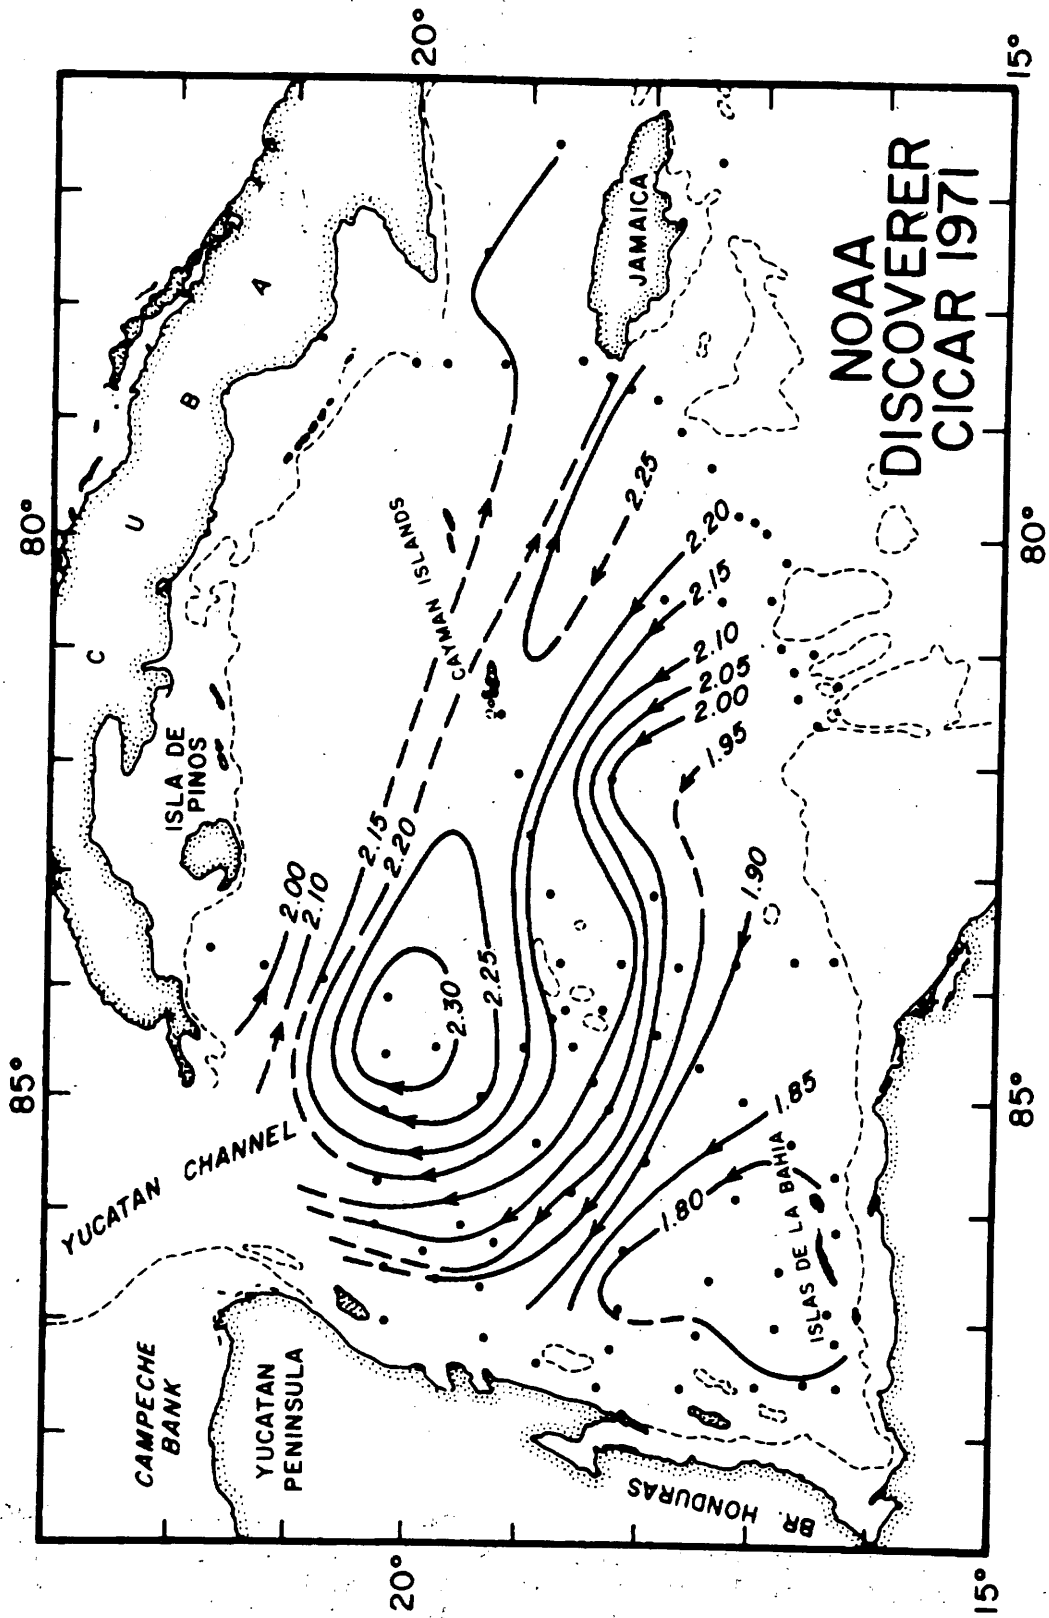 85°
80°
20°
20°
15°
15°
85°
80°
CAMPECHE
BANK
YUCATAN
PENINSULA
YUCATAN CHANNEL
C U B A
ISLA DE
PINOS
CAYMAN ISLANDS
JAMAICA
BR. HONDURAS
ISLAS DE LA BAHIA
2.00
2.10
2.15
2.20
2.30
2.25
2.25
2.20
2.15
2.10
2.05
2.00
1.95
1.90
1.85
1.80
NOAA
DISCOVERER
CICAR 1971